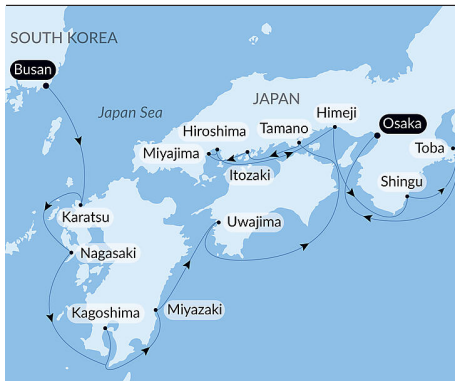 SOUTH KOREA
Busan
Japan Sea
JAPAN
Himeji
Hiroshima
Tamano
Osaka
Miyajima
Toba
Itozaki
Shingu
Karatsu
Uwajima
Nagasaki
Kagoshima
Miyazaki